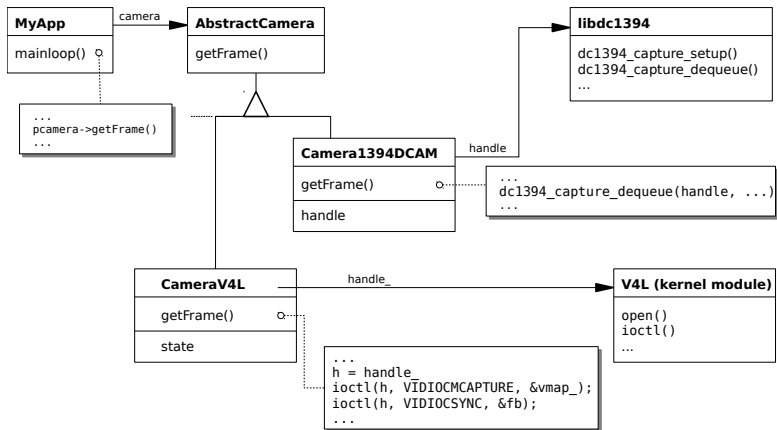 MyApp
mainloop()
camera
AbstractCamera
getFrame()
libdc1394
dc1394_capture_setup()
dc1394_capture_dequeue()
...
...
pcamera->getFrame()
...
Camera1394DCAM
getFrame()
handle
handle
...
dc1394_capture_dequeue(handle, ...)
...
CameraV4L
getFrame()
state
handle_
V4L (kernel module)
open()
ioctl()
...
...
h = handle_
ioctl(h, VIDIOCMCAPTURE, &vmap_);
ioctl(h, VIDIOCSYNC, &fb);
...